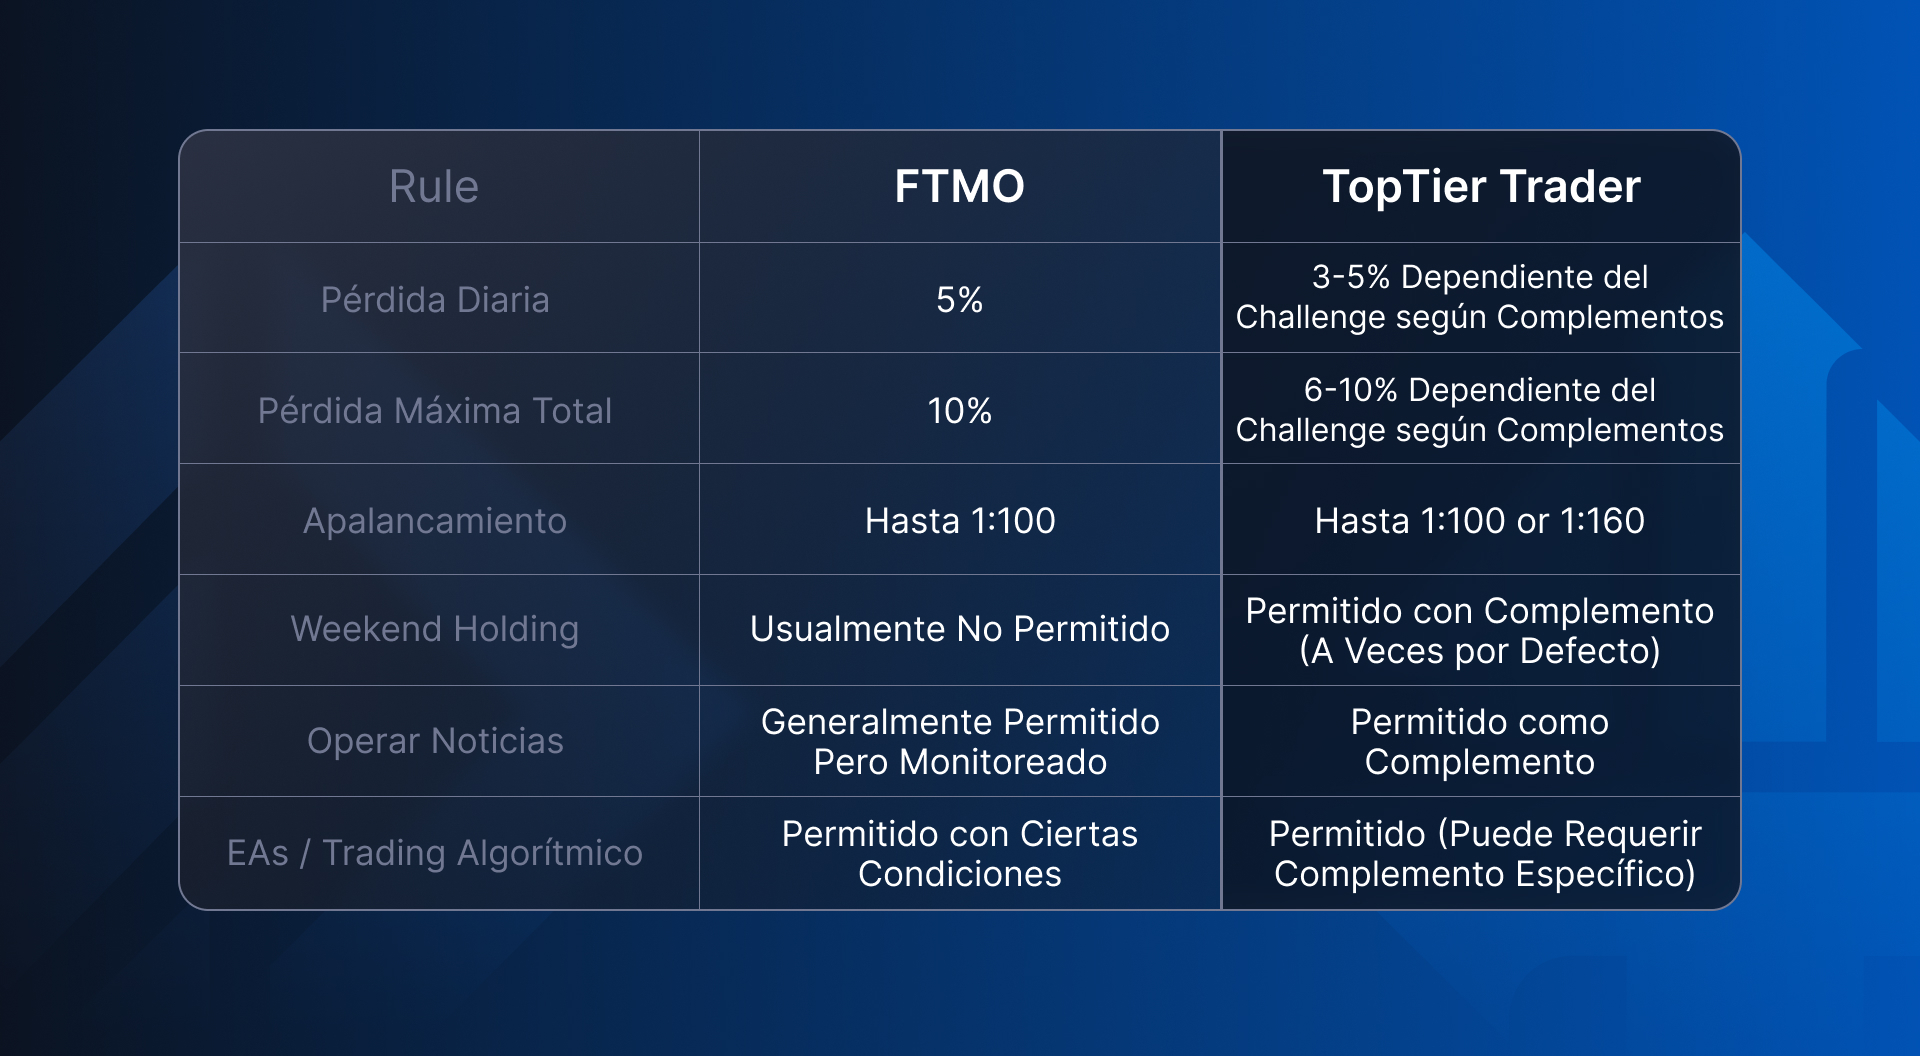 Rule
FTMO
TopTier Trader
Pérdida Diaria
5%
3-5% Dependiente del
Challenge según Complementos
Pérdida Máxima Total
10%
6-10% Dependiente del
Challenge según Complementos
Apalancamiento
Hasta 1:100
Hasta 1:100 or 1:160
Weekend Holding
Usualmente No Permitido
Permitido con Complemento
(A Veces por Defecto)
Operar Noticias
Generalmente Permitido
Pero Monitoreado
Permitido como
Complemento
EAs / Trading Algorítmico
Permitido con Ciertas
Condiciones
Permitido (Puede Requerir
Complemento Específico)